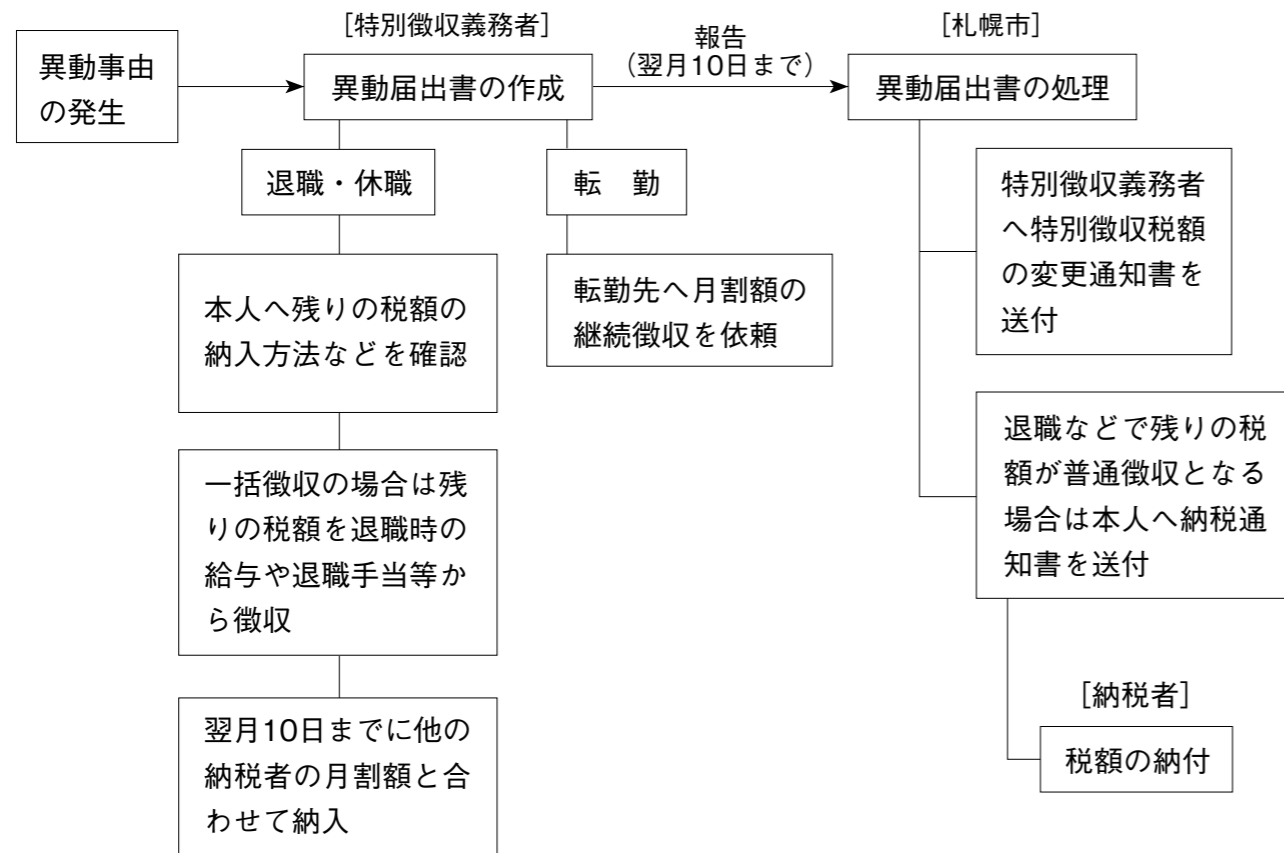 異動事由
の発生
[特別徴収義務者]
異動届出書の作成
報告
(翌月10日まで)
[札幌市]
異動届出書の処理
退職・休職
本人へ残りの税額の
納入方法などを確認
一括徴収の場合は残
りの税額を退職時の
給与や退職手当等か
ら徴収
翌月10日までに他の
納税者の月割額と合
わせて納入
転　勤
転勤先へ月割額の
継続徴収を依頼
特別徴収義務者
へ特別徴収税額
の変更通知書を
送付
退職などで残りの税
額が普通徴収となる
場合は本人へ納税通
知書を送付
[納税者]
税額の納付